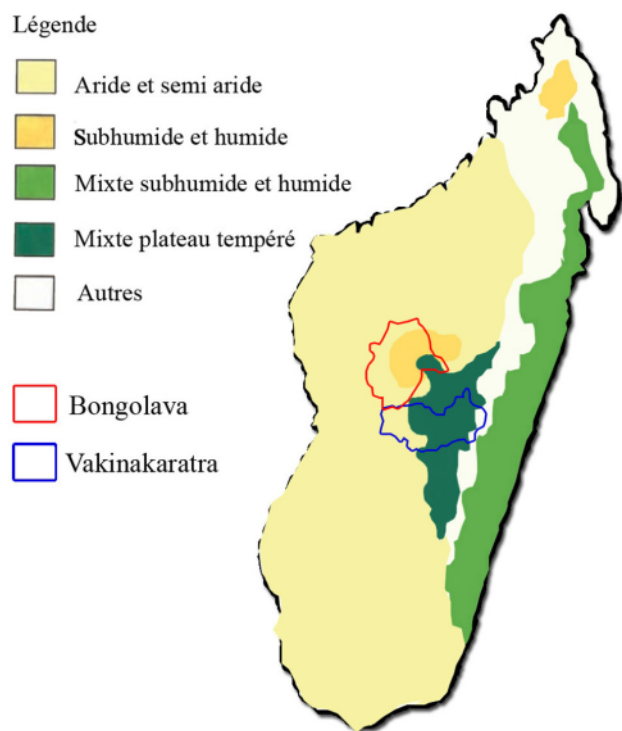 Légende
Aride et semi aride
Subhumide et humide
Mixte subhumide et humide
Mixte plateau tempéré
Autres
Bongolava
Vakinakaratra